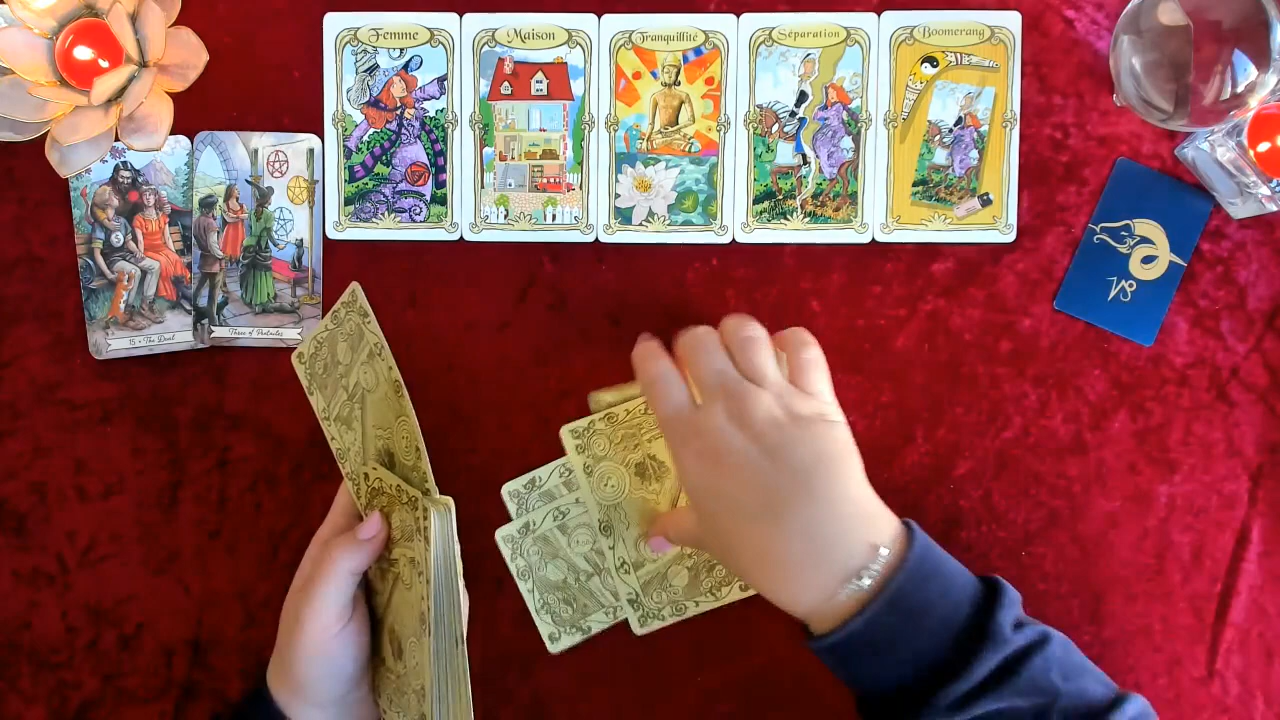 Femme
Maison
Tranquillité
Séparation
Boomerang
15 • The Devil
Three of Pentacles